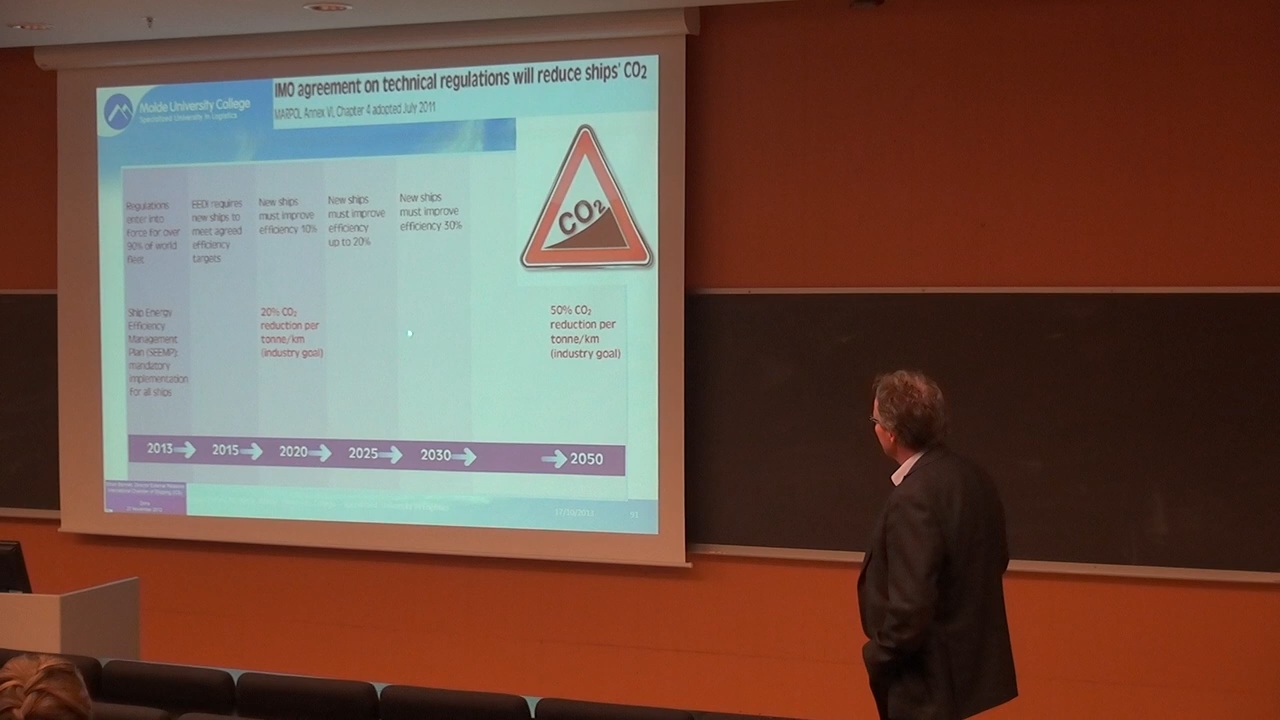 Molde University College
Specialized University in Logistics
IMO agreement on technical regulations will reduce ships' CO2
MARPOL Annex VI, Chapter 4 adopted July 2011
CO2
Regulations
enter into
force for over
90% of world
fleet
EEDI requires
new ships to
meet agreed
efficiency
targets
New ships
must improve
efficiency 10%
New ships
must improve
efficiency
up to 20%
New ships
must improve
efficiency 30%
Ship Energy
Efficiency
Management
Plan (SEEMP):
mandatory
implementation
for all ships
20% CO2
reduction per
tonne/km
(industry goal)
50% CO2
reduction per
tonne/km
(industry goal)
2013 → 2015 → 2020 → 2025 → 2030 → → 2050
International Chamber of Shipping (ICS)